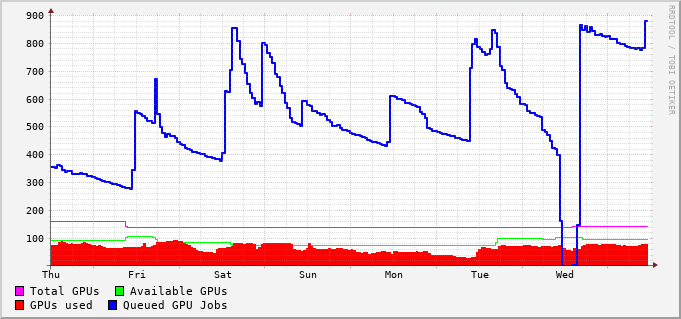 900
800
700
600
500
400
300
200
100
Thu Fri Sat Sun Mon Tue Wed
Total GPUs Available GPUs
GPUs used Queued GPU Jobs
RRDTOOL / TOBI OETIKER